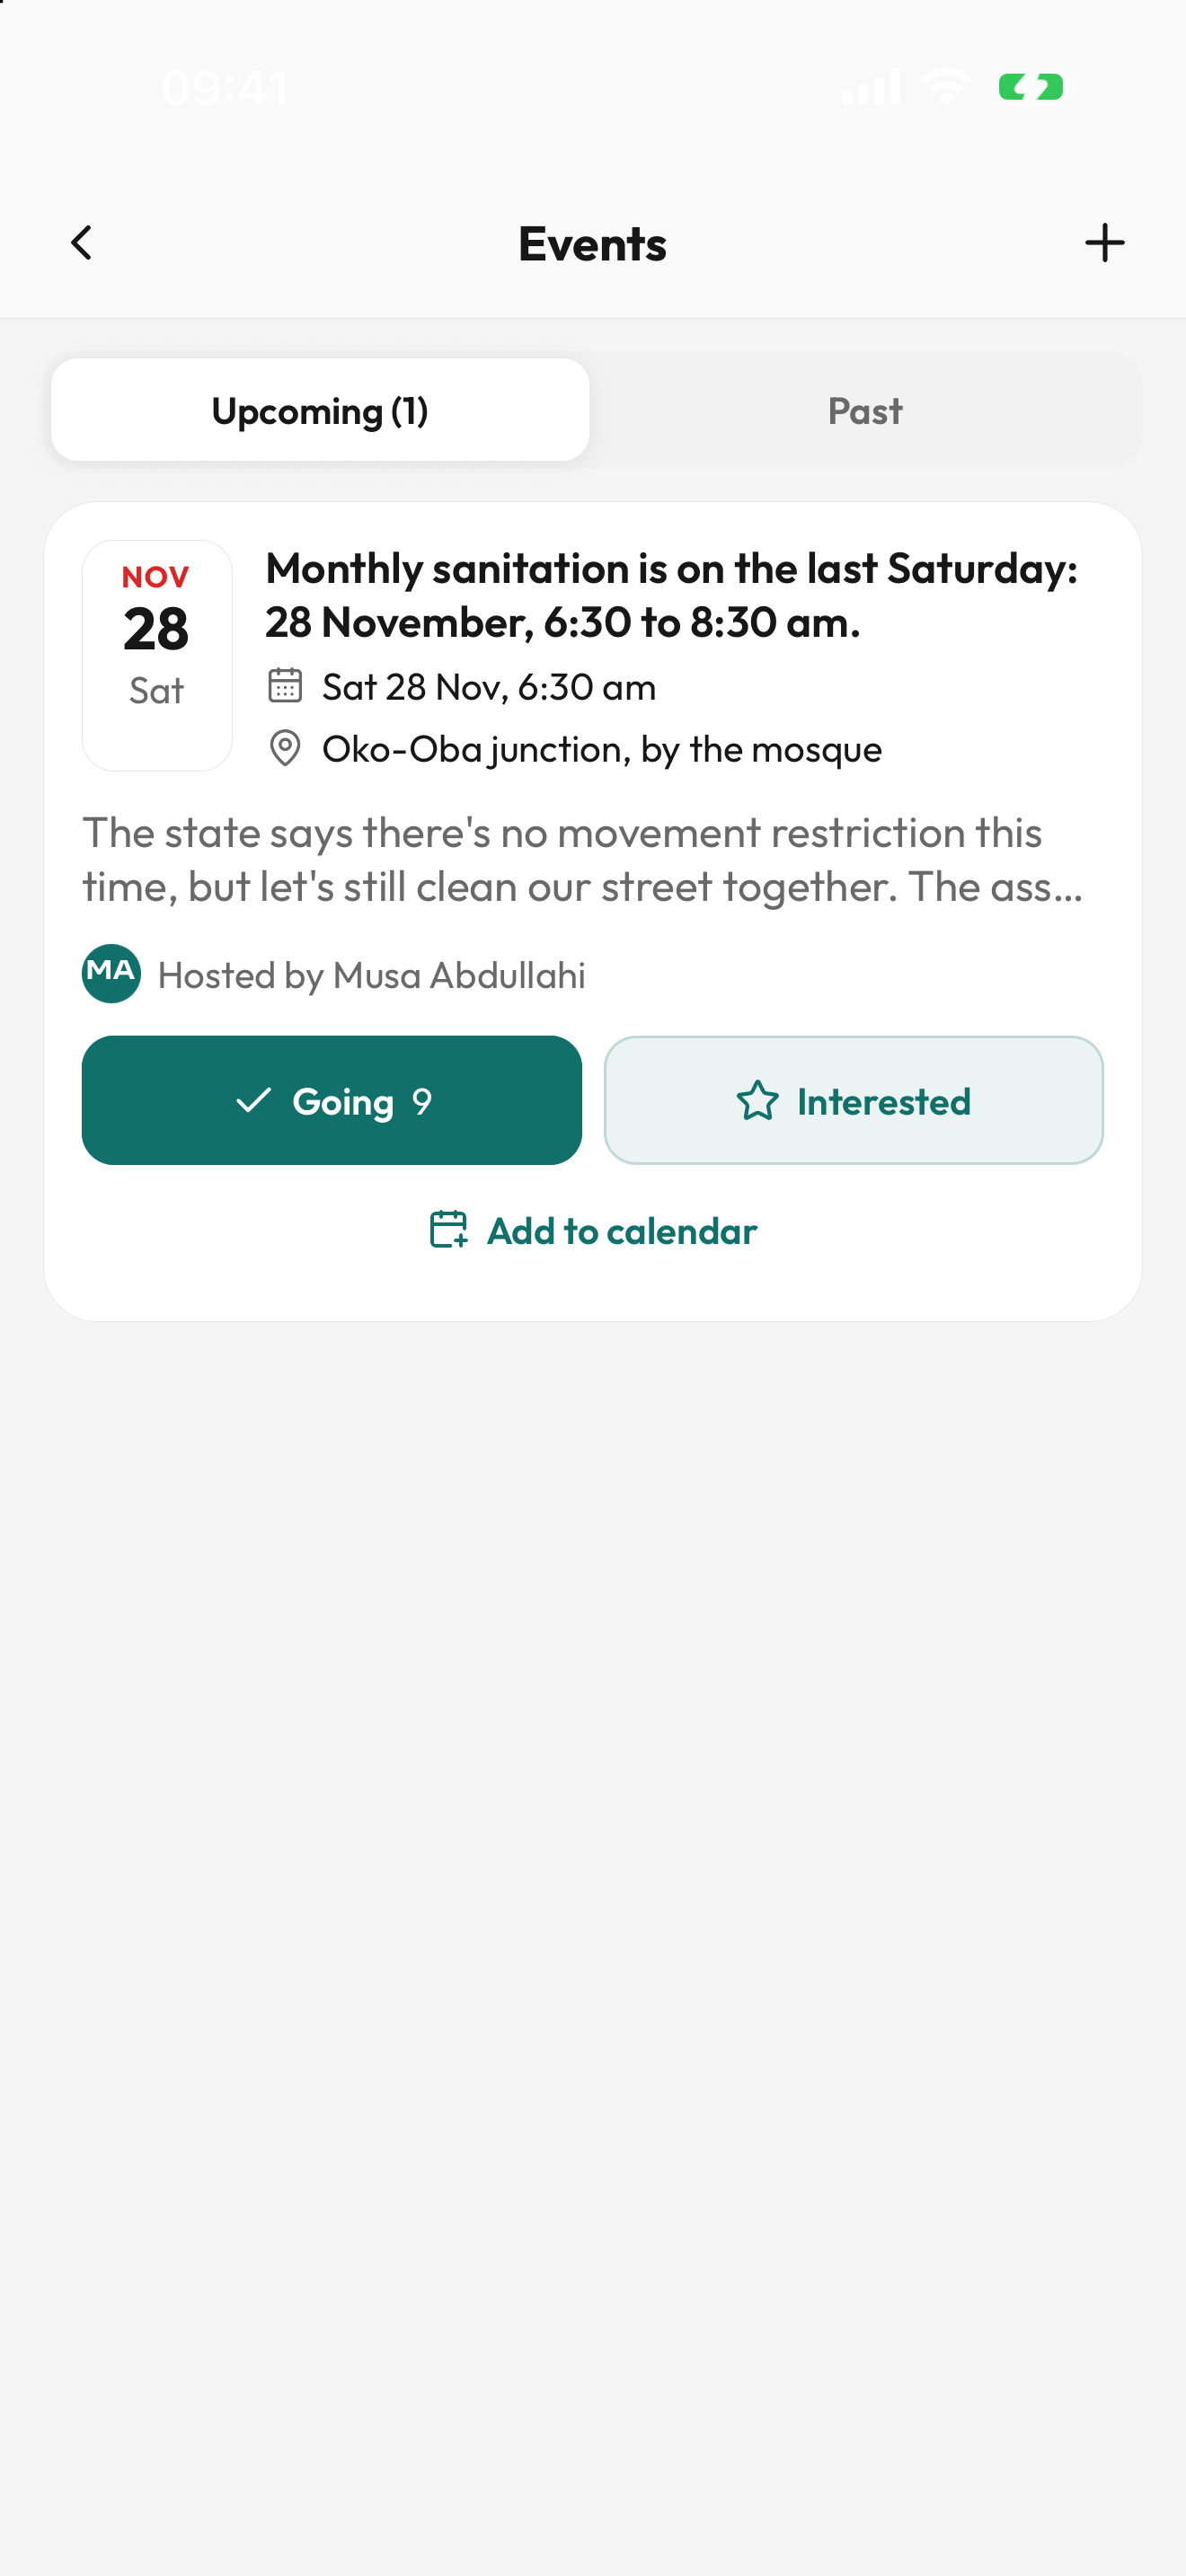 09:41
Events
Upcoming (1)
Past
NOV
28
Sat
Monthly sanitation is on the last Saturday:
28 November, 6:30 to 8:30 am.
Sat 28 Nov, 6:30 am
Oko-Oba junction, by the mosque
The state says there's no movement restriction this
time, but let's still clean our street together. The ass...
MA
Hosted by Musa Abdullahi
Going 9
Interested
Add to calendar